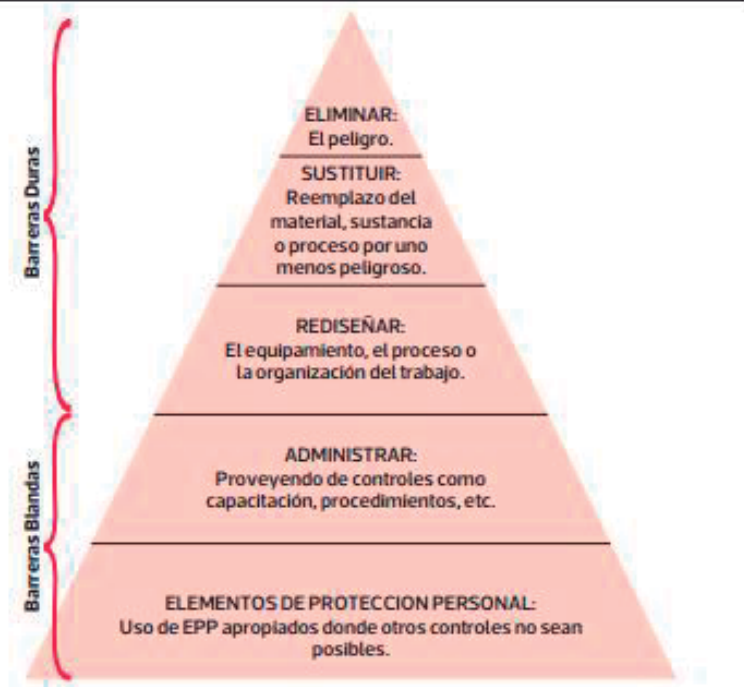 Barreras Duras
ELIMINAR:
El peligro.
SUSTITUIR:
Reemplazo del
material, sustancia
o proceso por uno
menos peligroso.
REDISEÑAR:
El equipamiento, el proceso o
la organización del trabajo.
Barreras Blandas
ADMINISTRAR:
Proveyendo de controles como
capacitación, procedimientos, etc.
ELEMENTOS DE PROTECCION PERSONAL:
Uso de EPP apropiados donde otros controles no sean
posibles.